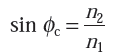 sin ϕc = n2/n1